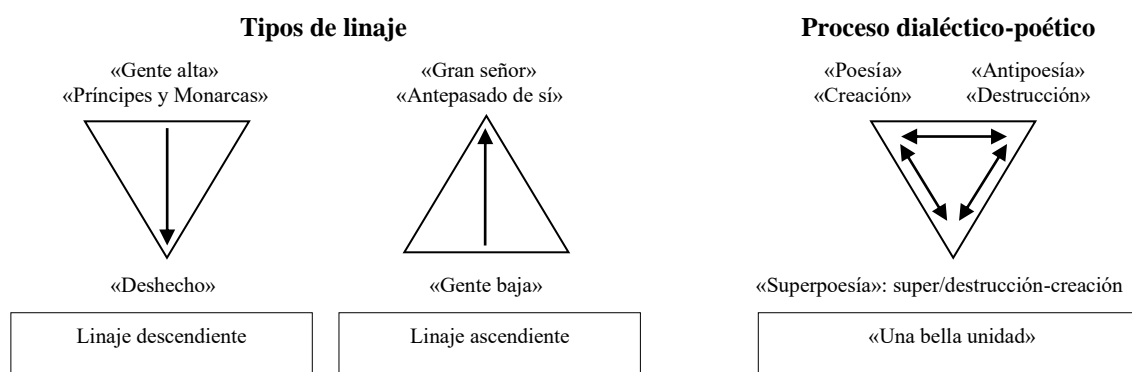 Tipos de linaje
Proceso dialéctico-poético
«Gente alta»
«Príncipes y Monarcas»
«Gran señor»
«Antepasado de sí»
«Poesía»
«Creación»
«Antipoesía»
«Destrucción»
«Deshecho»
«Gente baja»
«Superpoesía»: super/destrucción-creación
Linaje descendiente
Linaje ascendiente
«Una bella unidad»